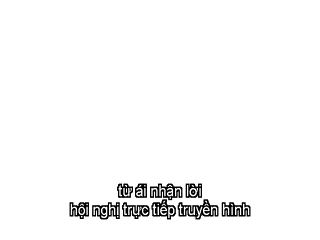 từ ái nhận lời
hội nghị trực tiếp truyền hình